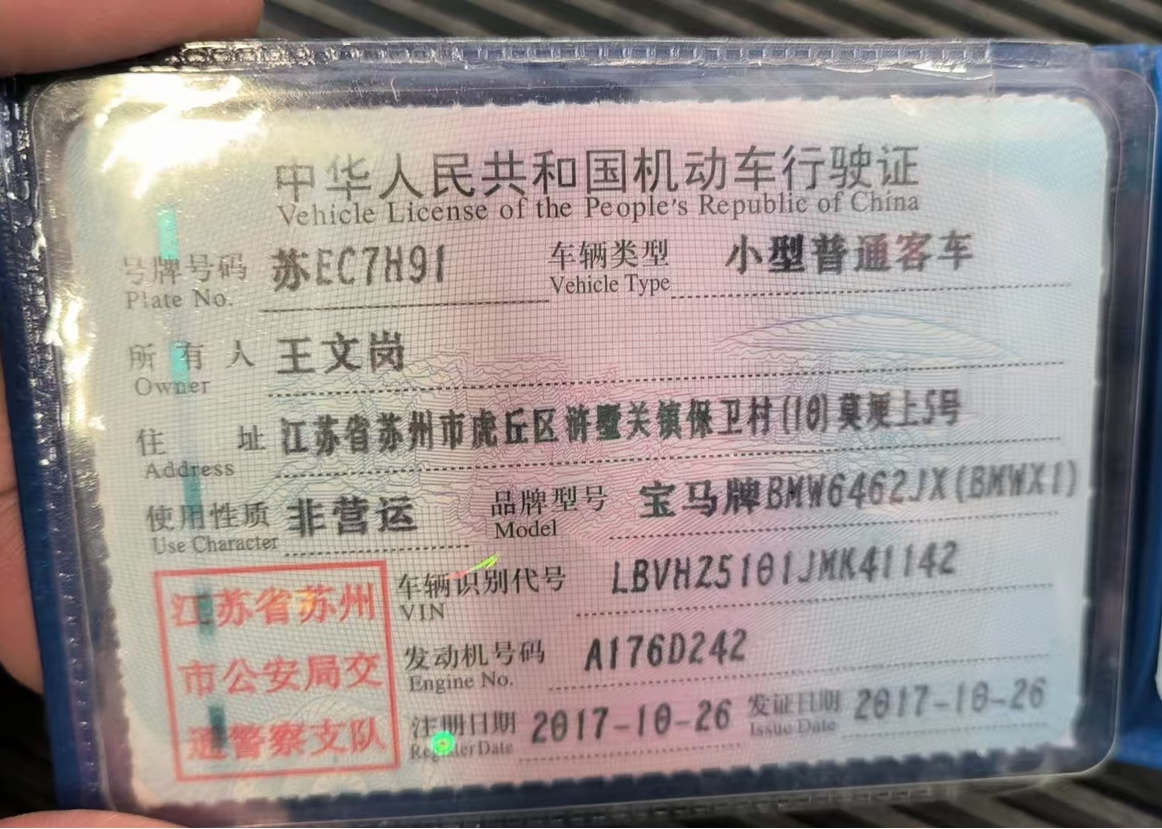 中华人民共和国机动车行驶证
Vehicle License of the People's Republic of China
号牌号码 苏EC7H91 车辆类型 小型普通客车
Plate No. Vehicle Type
所有人 王文岗
Owner
住址 江苏省苏州市虎丘区浒墅关镇保卫村(10)莫埂上5号
Address
使用性质 非营运 品牌型号 宝马牌BMW6462JX(BMWX1)
Use Character Model
江苏省苏州 车辆识别代号 LBVHZ5101JMK41142
VIN
市公安局交 发动机号码 A176D242
Engine No.
通警察支队 注册日期 2017-10-26 发证日期 2017-10-26
Register Date Issue Date